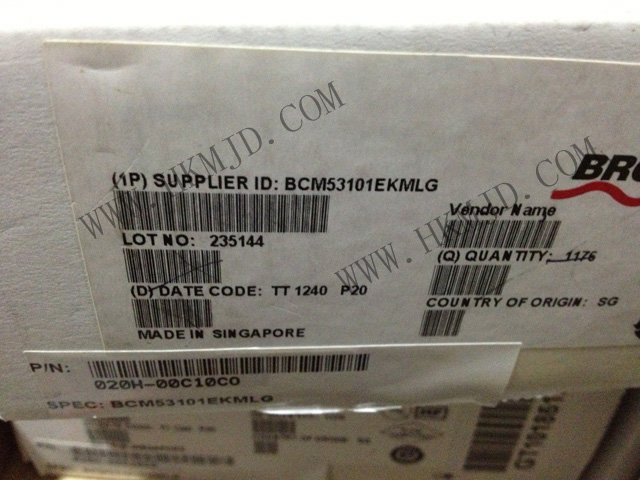 (1P) SUPPLIER ID: BCM53101EKMLG
BRO
Vendor Name
LOT NO: 235144
(Q) QUANTITY: 1176
(D) DATE CODE: TT 1240 P20
COUNTRY OF ORIGIN: SG
MADE IN SINGAPORE
P/N:
020H-00C10C0
SPEC: BCM53101EKMLG
GT101651
WWW.HKMJD.COM
WWW.HKMJD.COM